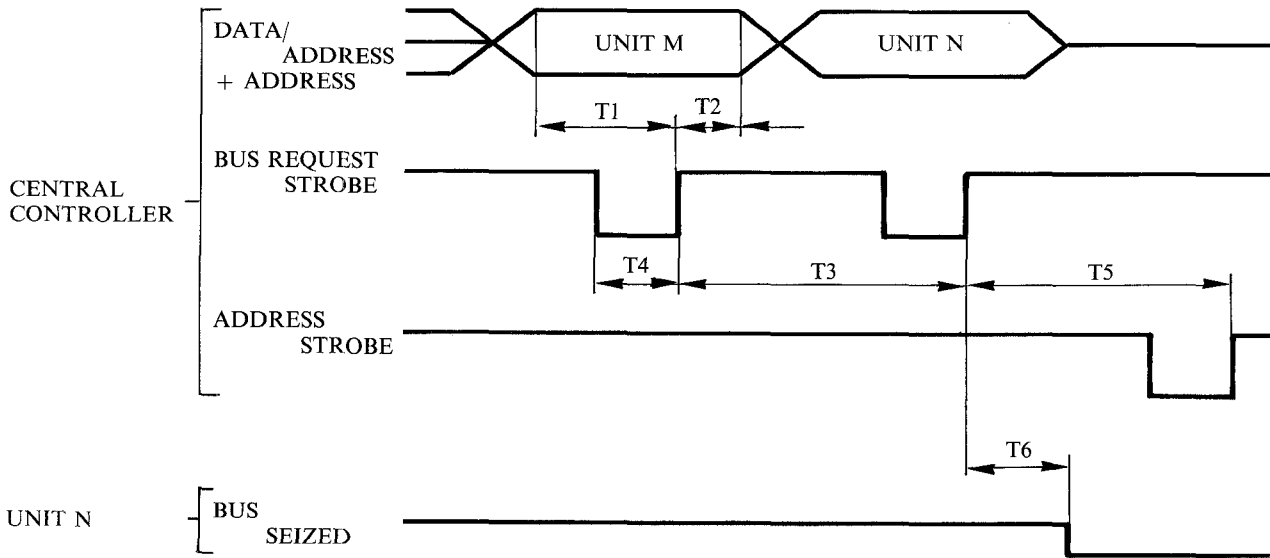 DATA/
ADDRESS
+ ADDRESS
UNIT M
UNIT N
T1
T2
BUS REQUEST
STROBE
CENTRAL
CONTROLLER
T4
T3
T5
ADDRESS
STROBE
T6
UNIT N
BUS
SEIZED